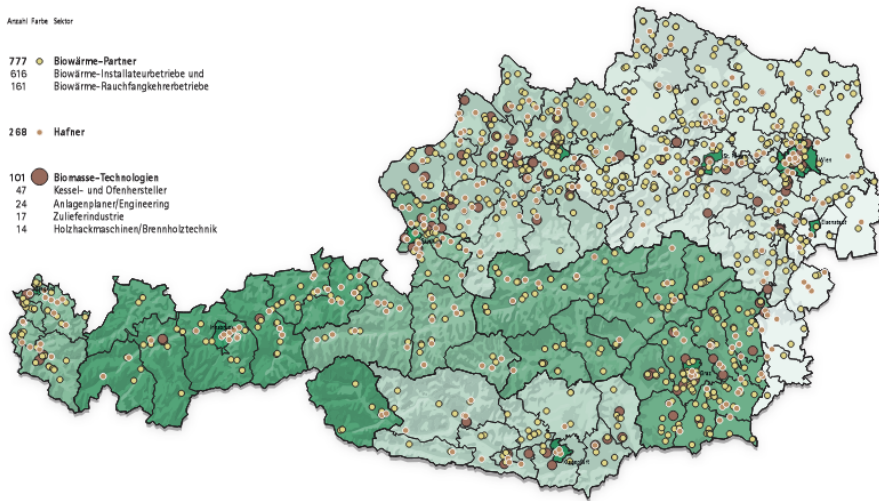 Anzahl Farbe Sektor
777 Biowärme-Partner
616 Biowärme-Installateurbetriebe und
161 Biowärme-Rauchfangkehrerbetriebe
268 Hafner
101 Biomasse-Technologien
47 Kessel- und Ofenhersteller
24 Anlagenplaner/Engineering
17 Zulieferindustrie
14 Holzhackmaschinen/Brennholztechnik
Wien
Eisenstadt
Graz